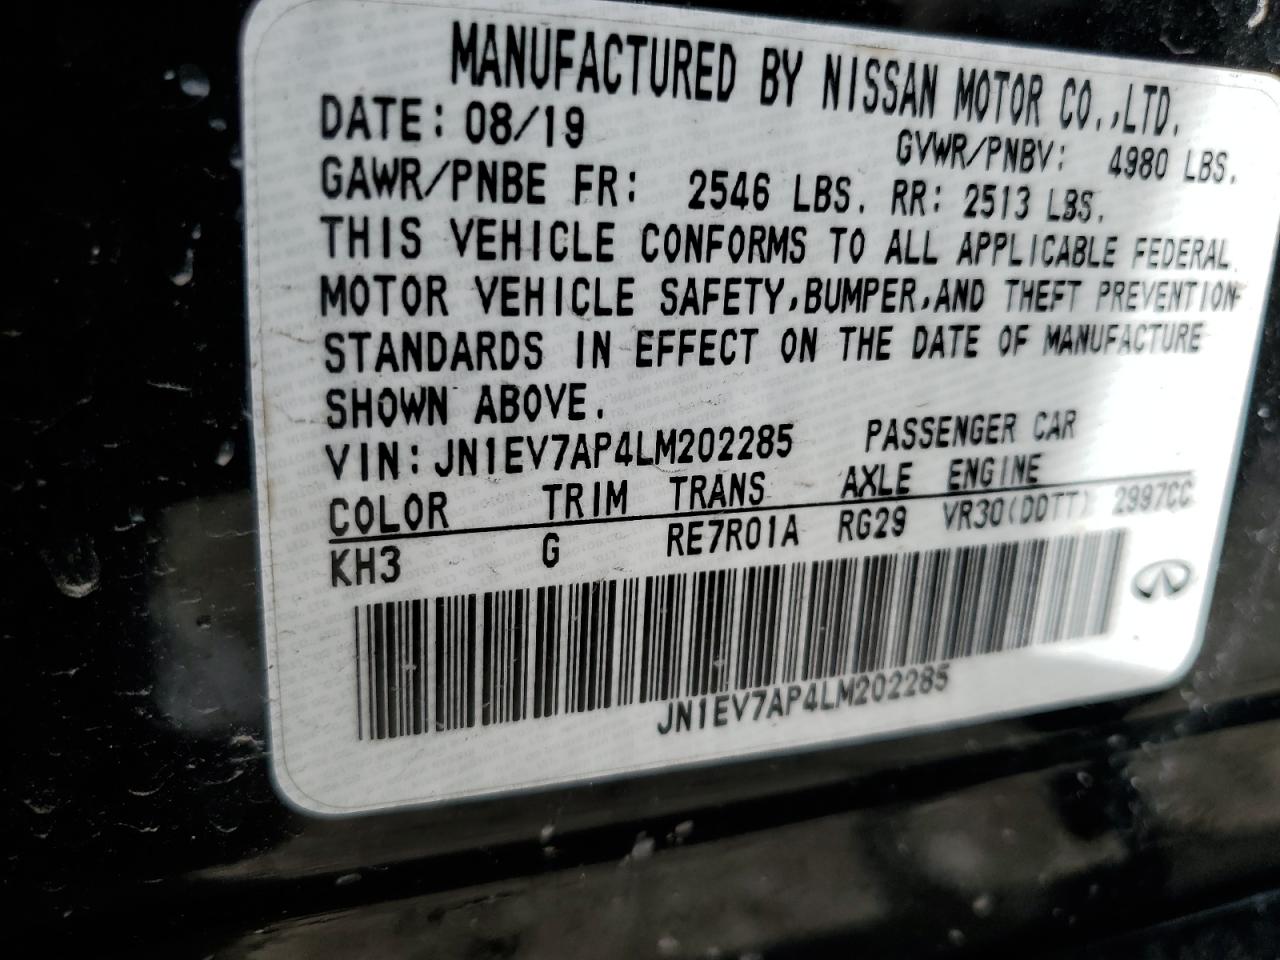 MANUFACTURED BY NISSAN MOTOR CO.,LTD.
DATE: 08/19 GVWR/PNBV: 4980 LBS.
GAWR/PNBE FR: 2546 LBS. RR: 2513 LBS.
THIS VEHICLE CONFORMS TO ALL APPLICABLE FEDERAL
MOTOR VEHICLE SAFETY,BUMPER,AND THEFT PREVENTION
STANDARDS IN EFFECT ON THE DATE OF MANUFACTURE
SHOWN ABOVE.
VIN: JN1EV7AP4LM202285 PASSENGER CAR
COLOR TRIM TRANS AXLE ENGINE
KH3 G RE7R01A RG29 VR30(DDTT) 2997CC
JN1EV7AP4LM202285